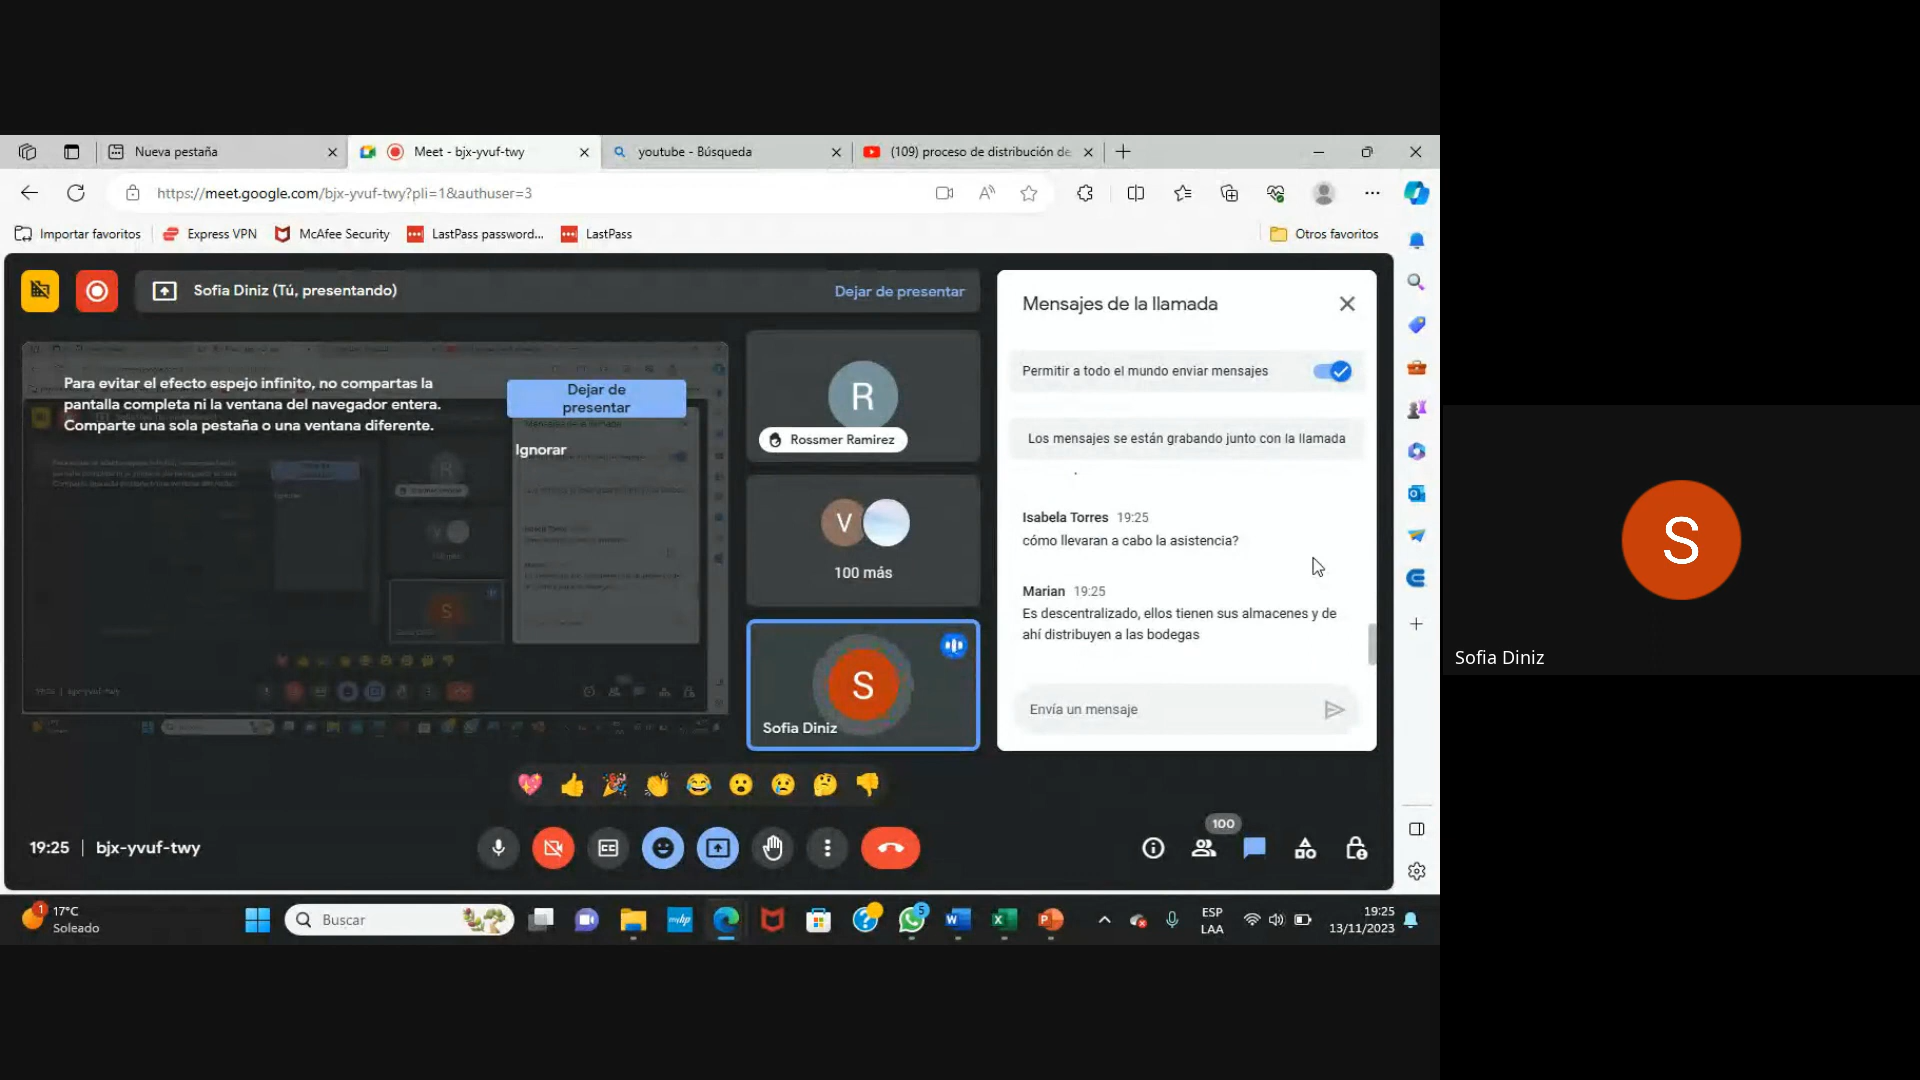 Nueva pestaña
Meet - bjx-yvuf-twy
youtube - Búsqueda
(109) proceso de distribución de
https://meet.google.com/bjx-yvuf-twy?pli=1&authuser=3
Importar favoritos
Express VPN
McAfee Security
LastPass password...
LastPass
Otros favoritos
Sofia Diniz (Tú, presentando)
Dejar de presentar
Para evitar el efecto espejo infinito, no compartas la
pantalla completa ni la ventana del navegador entera.
Comparte una sola pestaña o una ventana diferente.
Dejar de
presentar
Ignorar
R
Rossmer Ramirez
V
100 más
S
Sofia Diniz
Mensajes de la llamada
Permitir a todo el mundo enviar mensajes
Los mensajes se están grabando junto con la llamada
Isabela Torres 19:25
cómo llevaran a cabo la asistencia?
Marian 19:25
Es descentralizado, ellos tienen sus almacenes y de
ahí distribuyen a las bodegas
Envía un mensaje
19:25 | bjx-yvuf-twy
100
1
17°C
Soleado
Buscar
5
ESP
LAA
19:25
13/11/2023
S
Sofia Diniz